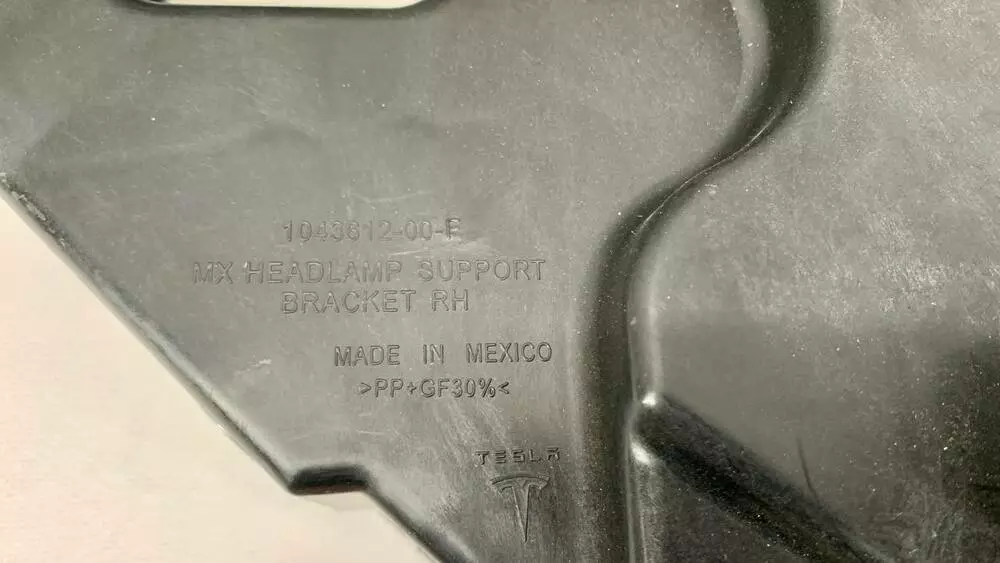 1043612-00-F
MX HEADLAMP SUPPORT
BRACKET RH
MADE IN MEXICO
>PP+GF30%<
TESLA